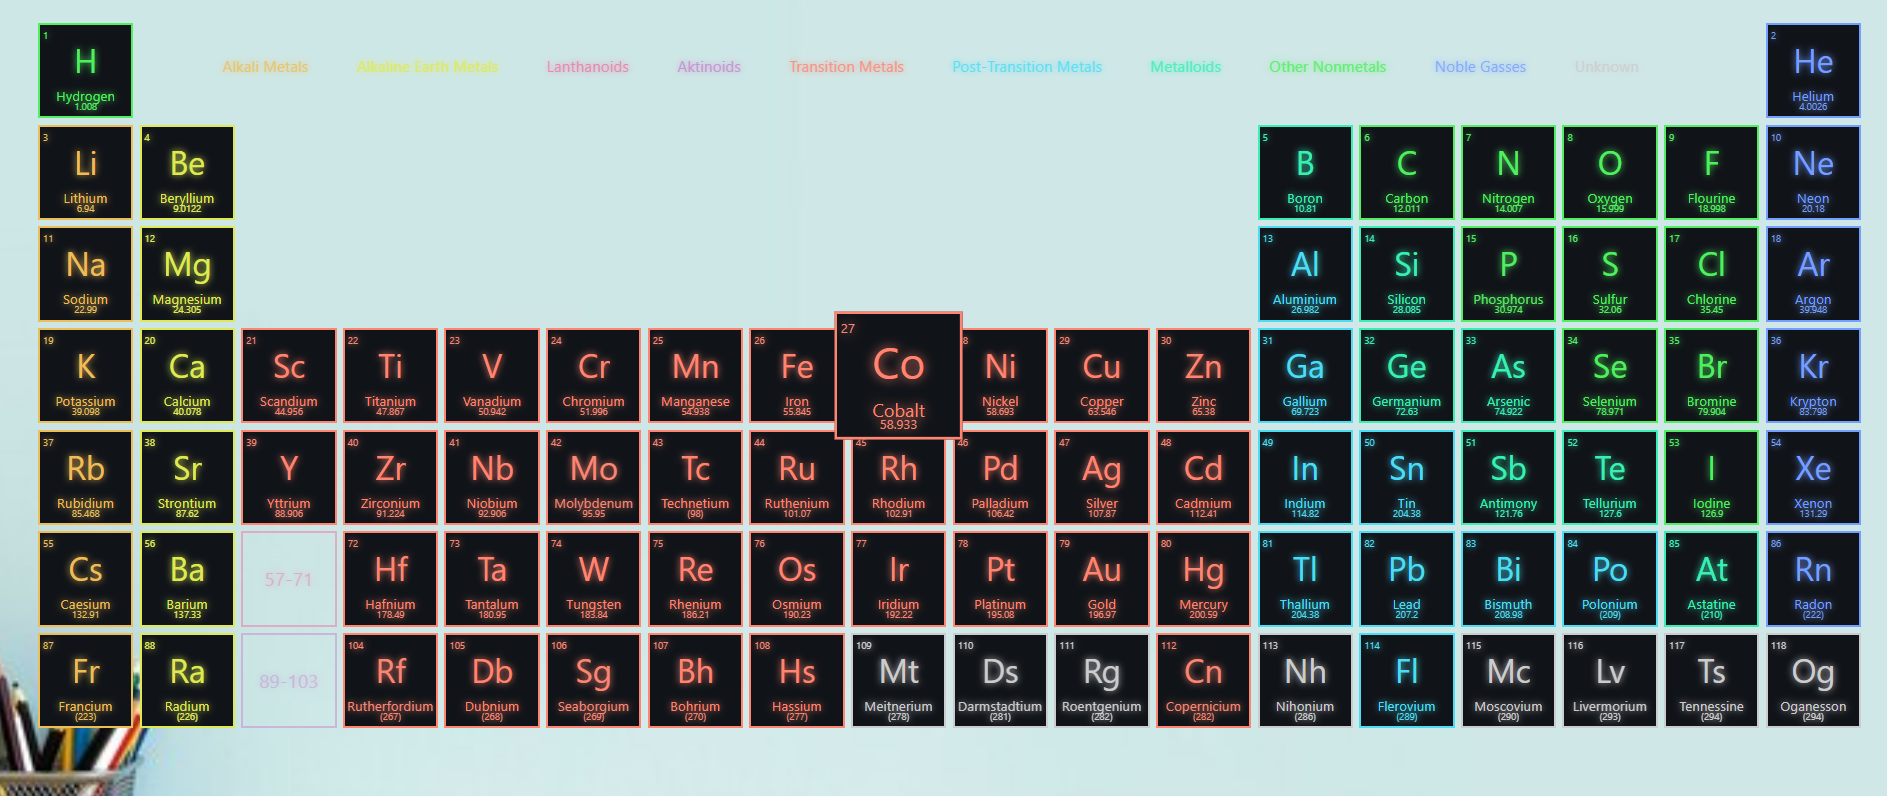 1
H
Hydrogen
1.008
Alkali Metals
Alkaline Earth Metals
Lanthanoids
Aktinoids
Transition Metals
Post-Transition Metals
Metalloids
Other Nonmetals
Noble Gasses
Unknown
2
He
Helium
4.0026
3
Li
Lithium
6.94
4
Be
Beryllium
9.0122
5
B
Boron
10.81
6
C
Carbon
12.011
7
N
Nitrogen
14.007
8
O
Oxygen
15.999
9
F
Flourine
18.998
10
Ne
Neon
20.18
11
Na
Sodium
22.99
12
Mg
Magnesium
24.305
13
Al
Aluminium
26.982
14
Si
Silicon
28.085
15
P
Phosphorus
30.974
16
S
Sulfur
32.06
17
Cl
Chlorine
35.45
18
Ar
Argon
39.948
19
K
Potassium
39.098
20
Ca
Calcium
40.078
21
Sc
Scandium
44.956
22
Ti
Titanium
47.867
23
V
Vanadium
50.942
24
Cr
Chromium
51.996
25
Mn
Manganese
54.938
26
Fe
Iron
55.845
27
Co
Cobalt
58.933
8
Ni
Nickel
58.693
29
Cu
Copper
63.546
30
Zn
Zinc
65.38
31
Ga
Gallium
69.723
32
Ge
Germanium
72.63
33
As
Arsenic
74.922
34
Se
Selenium
78.971
35
Br
Bromine
79.904
36
Kr
Krypton
83.798
37
Rb
Rubidium
85.468
38
Sr
Strontium
87.62
39
Y
Yttrium
88.906
40
Zr
Zirconium
91.224
41
Nb
Niobium
92.906
42
Mo
Molybdenum
95.95
43
Tc
Technetium
(98)
44
Ru
Ruthenium
101.07
45
Rh
Rhodium
102.91
46
Pd
Palladium
106.42
47
Ag
Silver
107.87
48
Cd
Cadmium
112.41
49
In
Indium
114.82
50
Sn
Tin
204.38
51
Sb
Antimony
121.76
52
Te
Tellurium
127.6
53
I
Iodine
126.9
54
Xe
Xenon
131.29
55
Cs
Caesium
132.91
56
Ba
Barium
137.33
57-71
72
Hf
Hafnium
178.49
73
Ta
Tantalum
180.95
74
W
Tungsten
183.84
75
Re
Rhenium
186.21
76
Os
Osmium
190.23
77
Ir
Iridium
192.22
78
Pt
Platinum
195.08
79
Au
Gold
196.97
80
Hg
Mercury
200.59
81
Tl
Thallium
204.38
82
Pb
Lead
207.2
83
Bi
Bismuth
208.98
84
Po
Polonium
(209)
85
At
Astatine
(210)
86
Rn
Radon
(222)
87
Fr
Francium
(223)
88
Ra
Radium
(226)
89-103
104
Rf
Rutherfordium
(267)
105
Db
Dubnium
(268)
106
Sg
Seaborgium
(269)
107
Bh
Bohrium
(270)
108
Hs
Hassium
(277)
109
Mt
Meitnerium
(278)
110
Ds
Darmstadtium
(281)
111
Rg
Roentgenium
(282)
112
Cn
Copernicium
(282)
113
Nh
Nihonium
(286)
114
Fl
Flerovium
(289)
115
Mc
Moscovium
(290)
116
Lv
Livermorium
(293)
117
Ts
Tennessine
(294)
118
Og
Oganesson
(294)